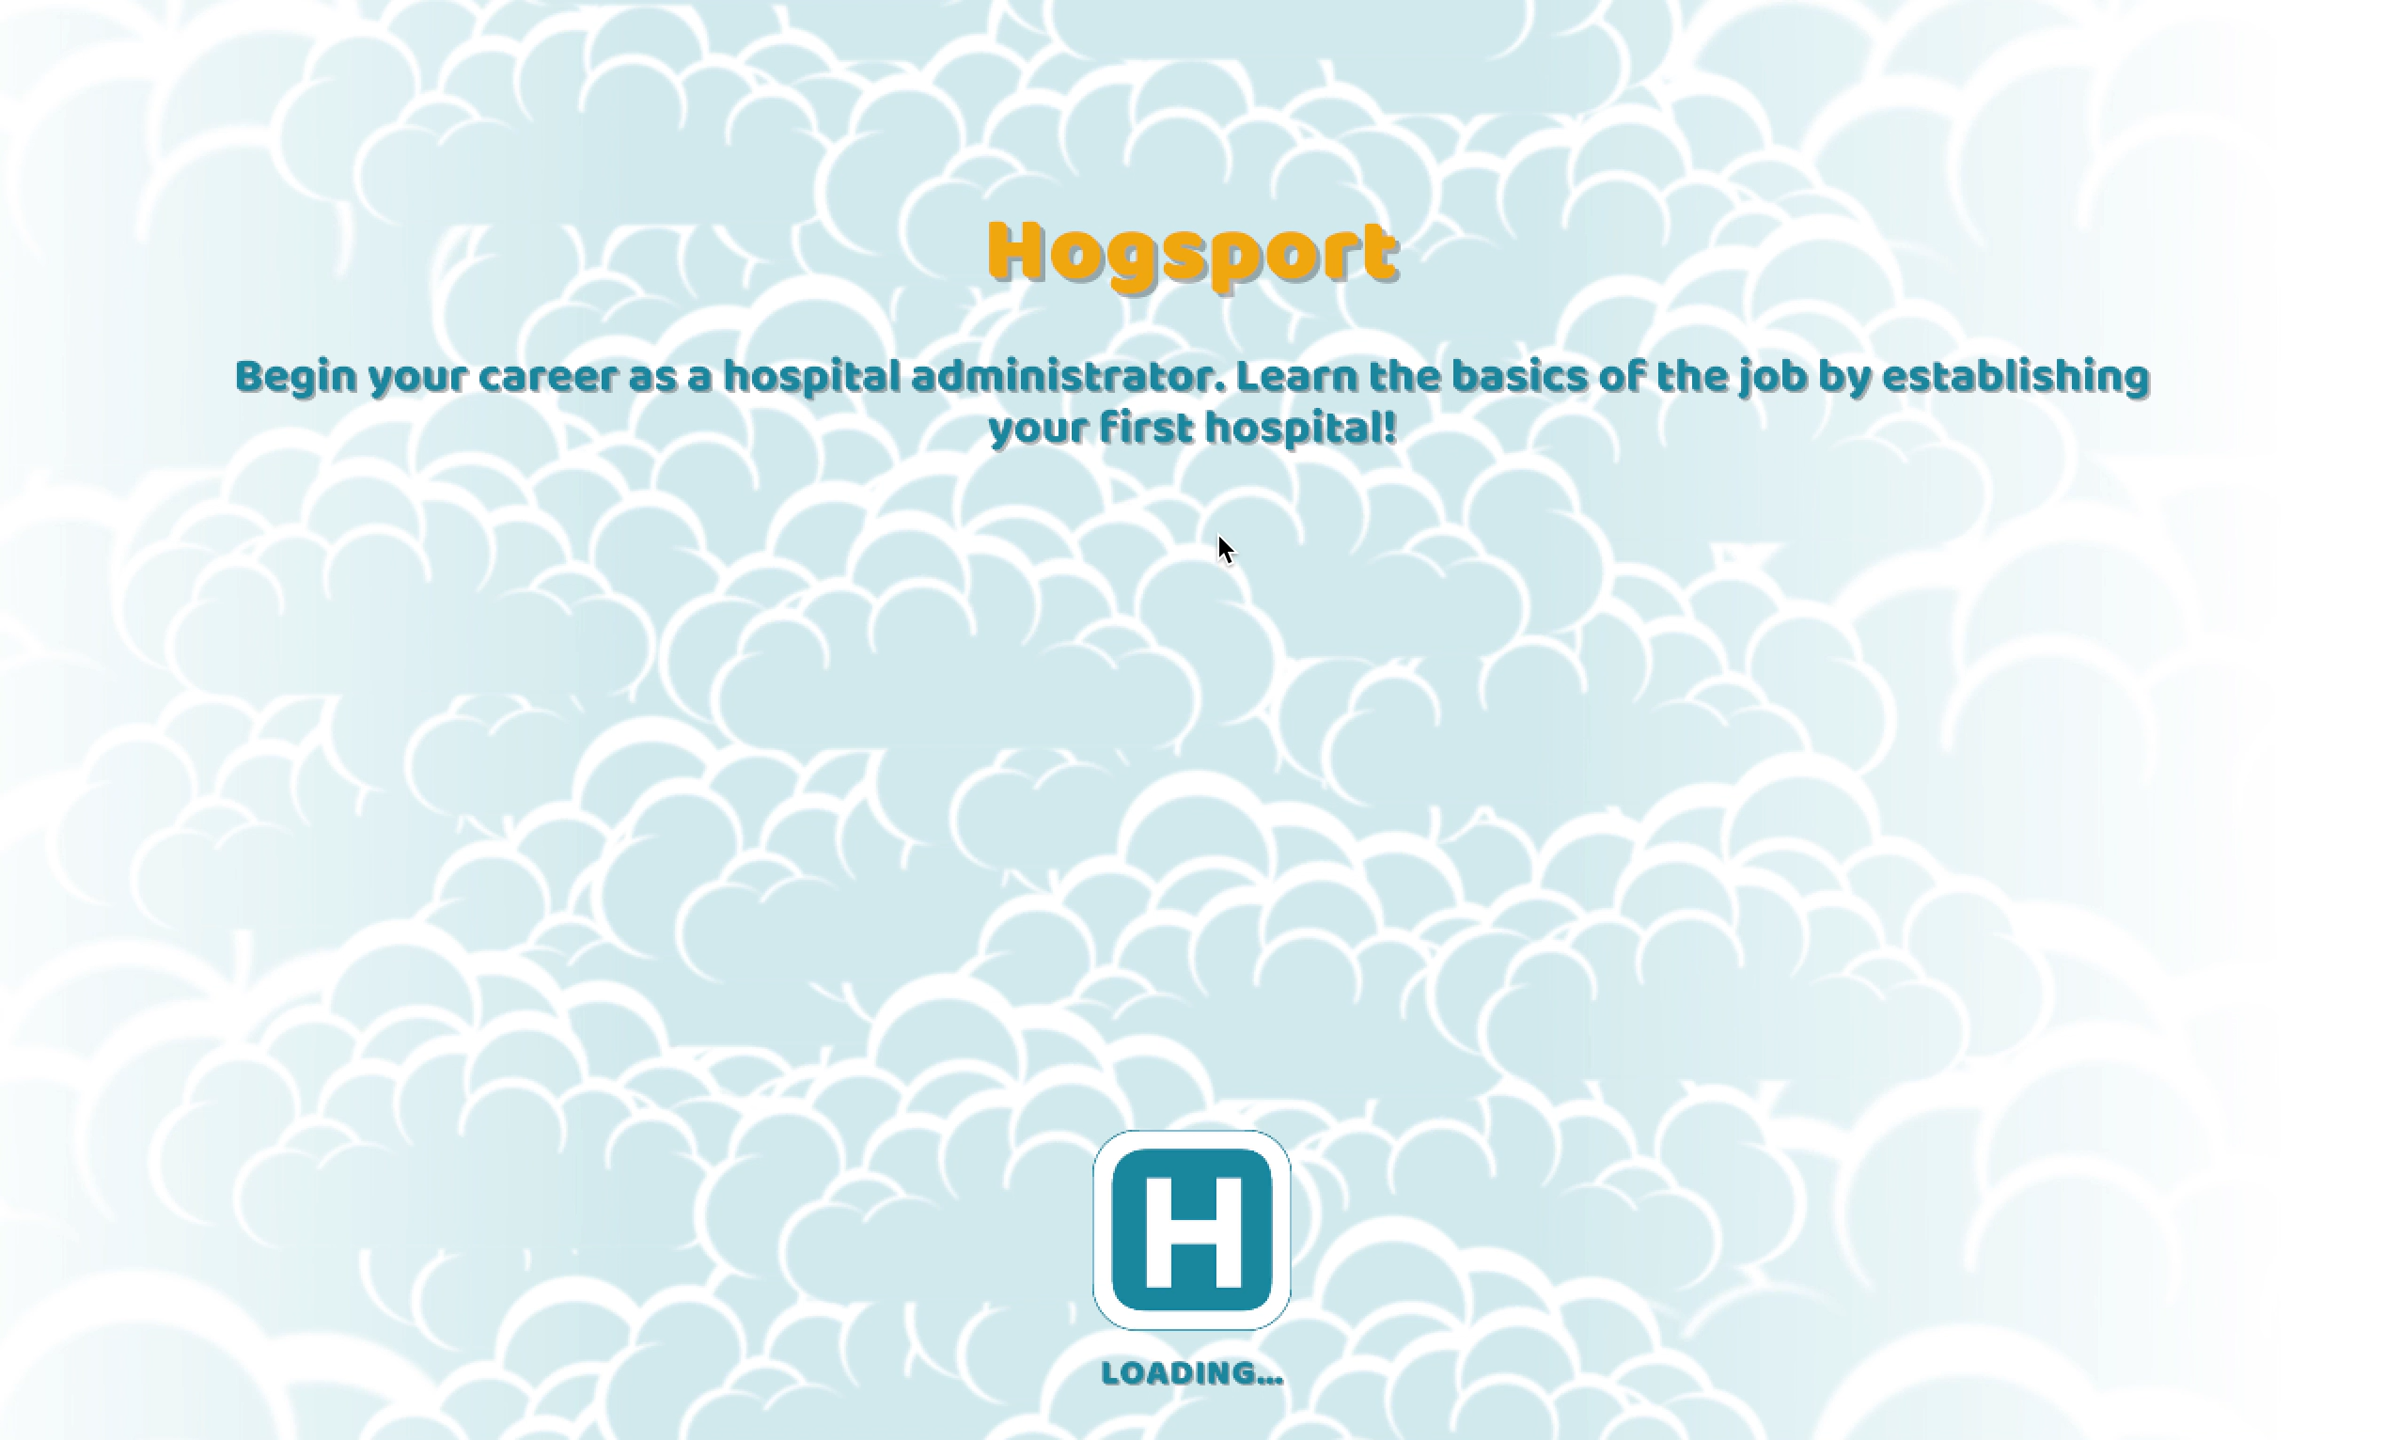 Hogsport
Begin your career as a hospital administrator. Learn the basics of the job by establishing
your first hospital!
H
LOADING...